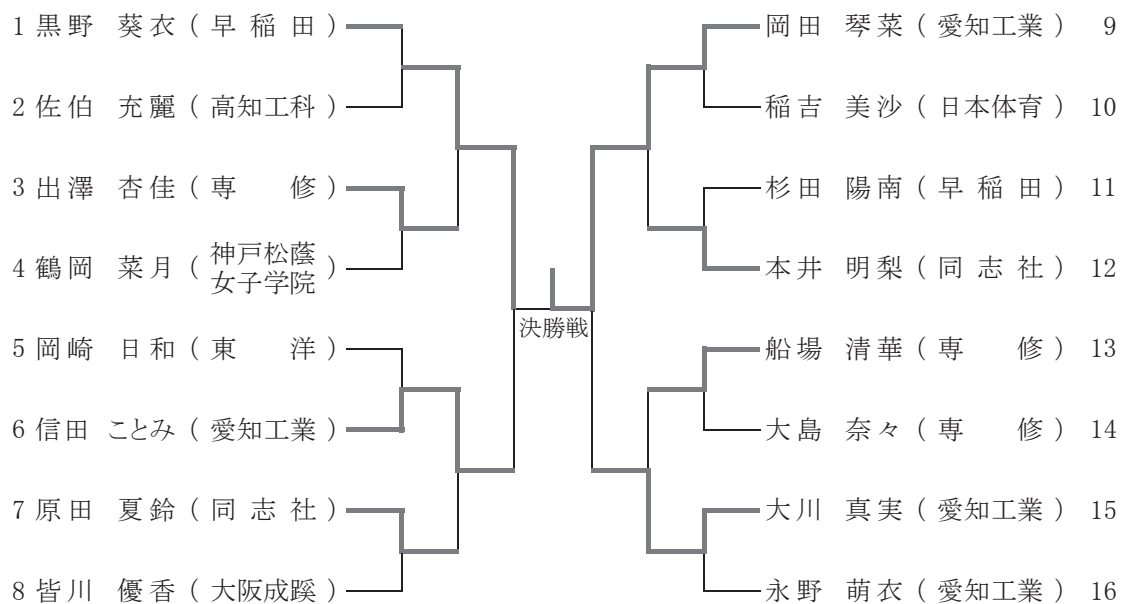 1 黒野 葵衣 ( 早 稲 田 )
2 佐伯 充麗 ( 高知工科 )
3 出澤 杏佳 ( 専 修 )
4 鶴岡 菜月 ( 神戸松蔭
女子学院 )
5 岡崎 日和 ( 東 洋 )
6 信田 ことみ ( 愛知工業 )
7 原田 夏鈴 ( 同 志 社 )
8 皆川 優香 ( 大阪成蹊 )
決勝戦
岡田 琴菜 ( 愛知工業 ) 9
稲吉 美沙 ( 日本体育 ) 10
杉田 陽南 ( 早 稲 田 ) 11
本井 明梨 ( 同 志 社 ) 12
船場 清華 ( 専 修 ) 13
大島 奈々 ( 専 修 ) 14
大川 真実 ( 愛知工業 ) 15
永野 萌衣 ( 愛知工業 ) 16